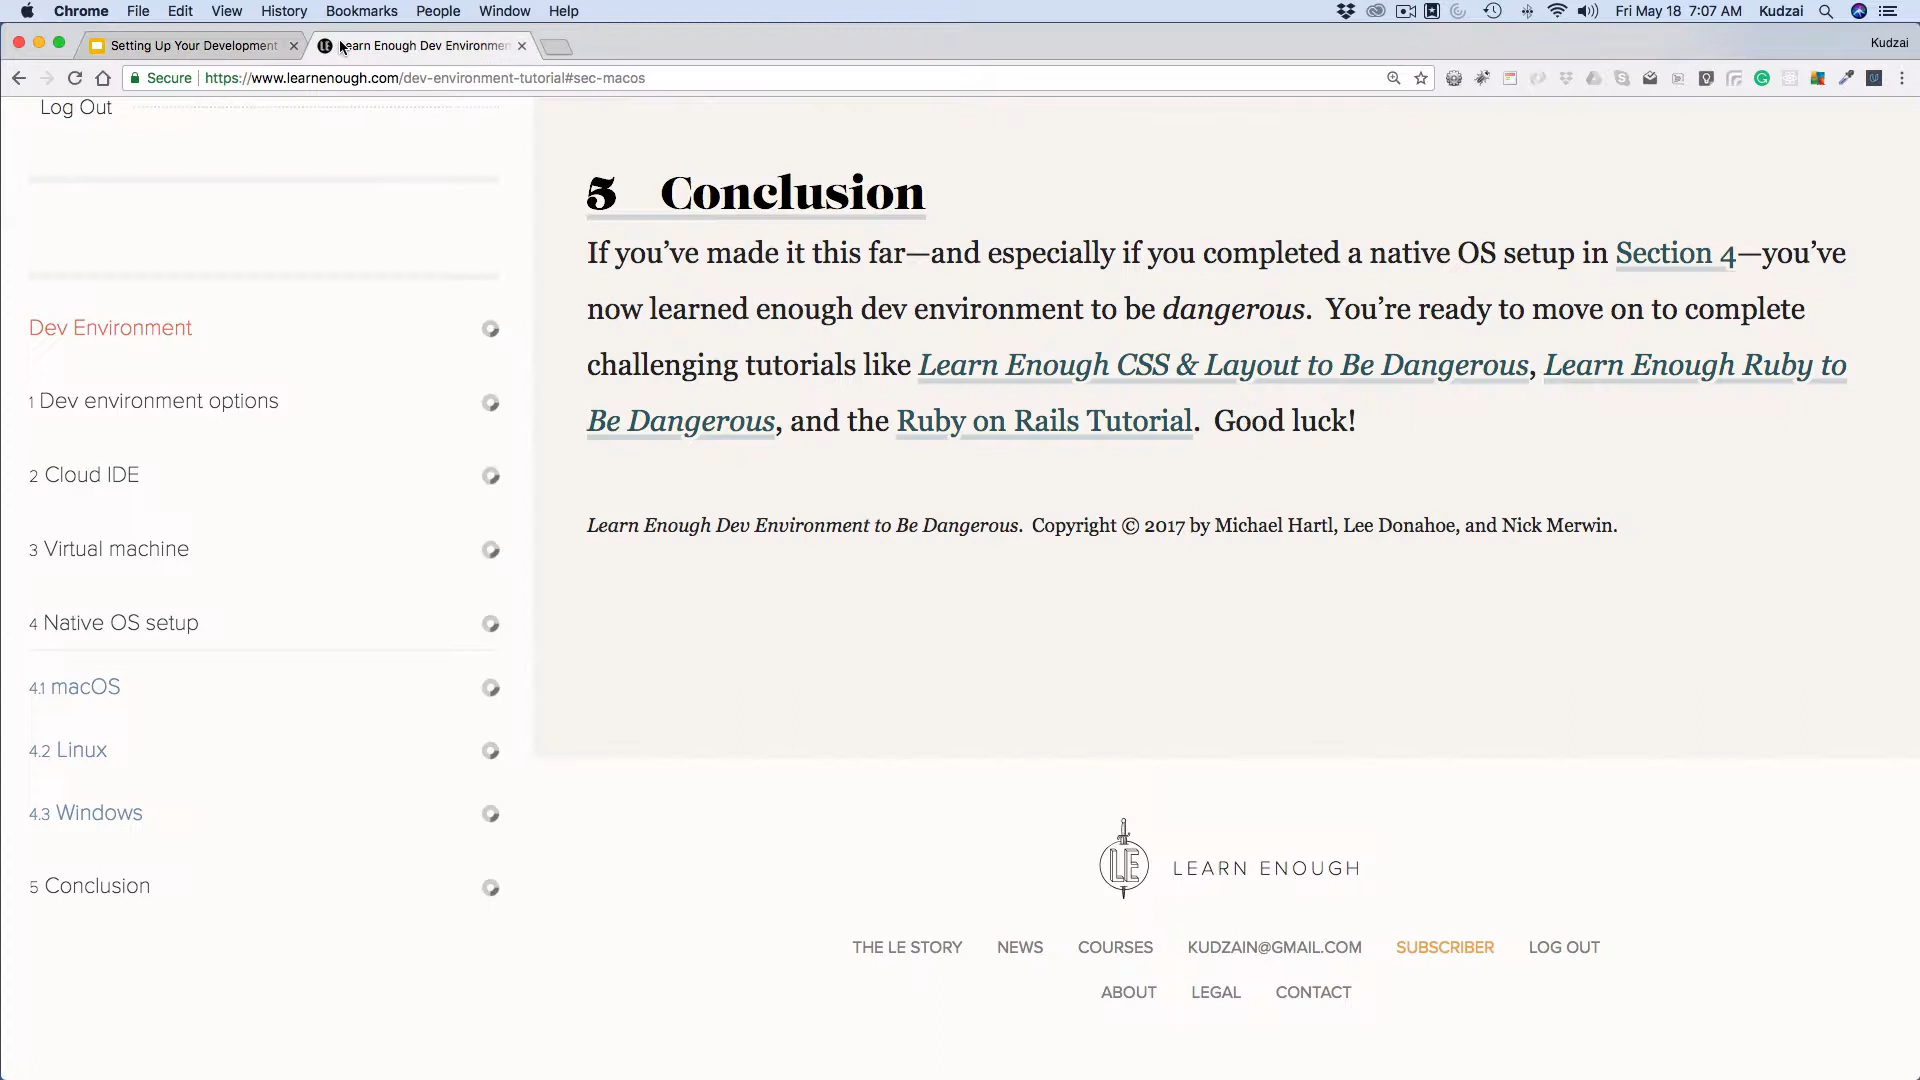 Chrome File Edit View History Bookmarks People Window Help Fri May 18 7:07 AM Kudzai
Setting Up Your Development earn Enough Dev Environmen Kudzai
Secure https://www.learnenough.com/dev-environment-tutorial#sec-macos
Log Out
Dev Environment
1 Dev environment options
2 Cloud IDE
3 Virtual machine
4 Native OS setup
4.1 macOS
4.2 Linux
4.3 Windows
5 Conclusion
5 Conclusion
If you’ve made it this far—and especially if you completed a native OS setup in Section 4—you’ve
now learned enough dev environment to be dangerous. You’re ready to move on to complete
challenging tutorials like Learn Enough CSS & Layout to Be Dangerous, Learn Enough Ruby to
Be Dangerous, and the Ruby on Rails Tutorial. Good luck!
Learn Enough Dev Environment to Be Dangerous. Copyright © 2017 by Michael Hartl, Lee Donahoe, and Nick Merwin.
LE LEARN ENOUGH
THE LE STORY NEWS COURSES KUDZAIN@GMAIL.COM SUBSCRIBER LOG OUT
ABOUT LEGAL CONTACT